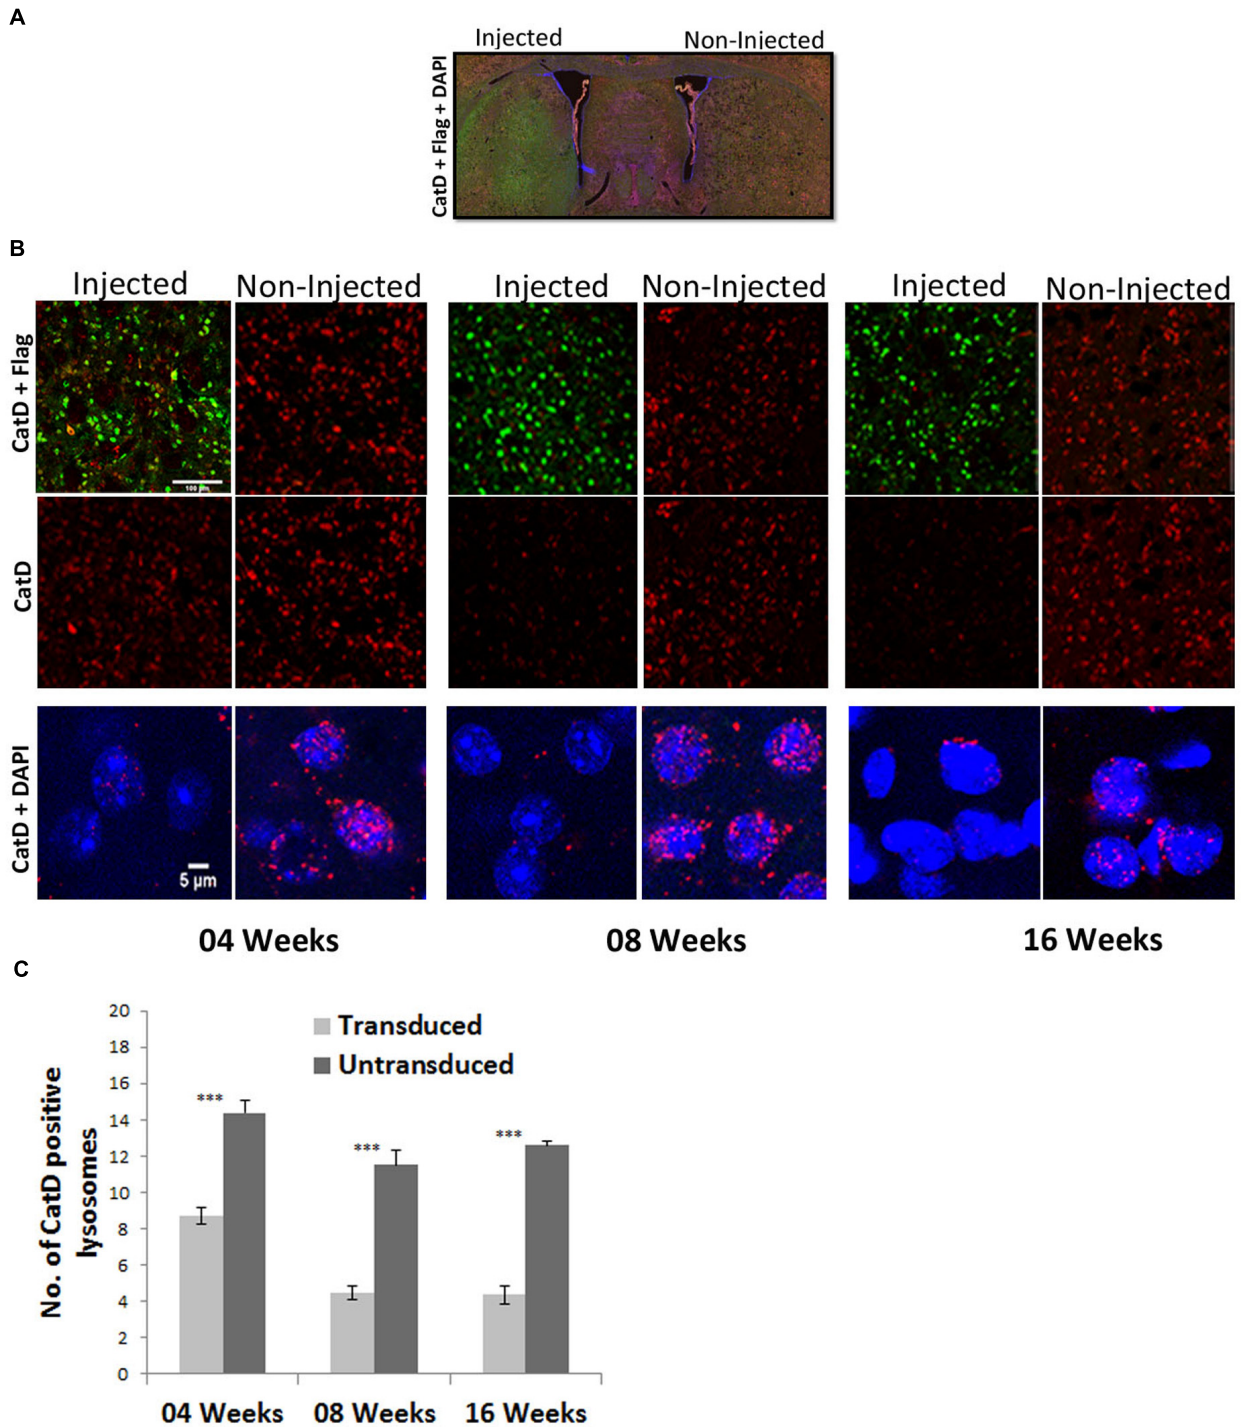 A
Injected Non-Injected
CatD + Flag + DAPI
B
Injected Non-Injected Injected Non-Injected Injected Non-Injected
CatD + Flag
100 µm
CatD
CatD + DAPI
5 µm
04 Weeks 08 Weeks 16 Weeks
C
No. of CatD positive
lysosomes
20
18
16
14
12
10
8
6
4
2
0
Transduced
Untransduced
*** *** ***
04 Weeks 08 Weeks 16 Weeks